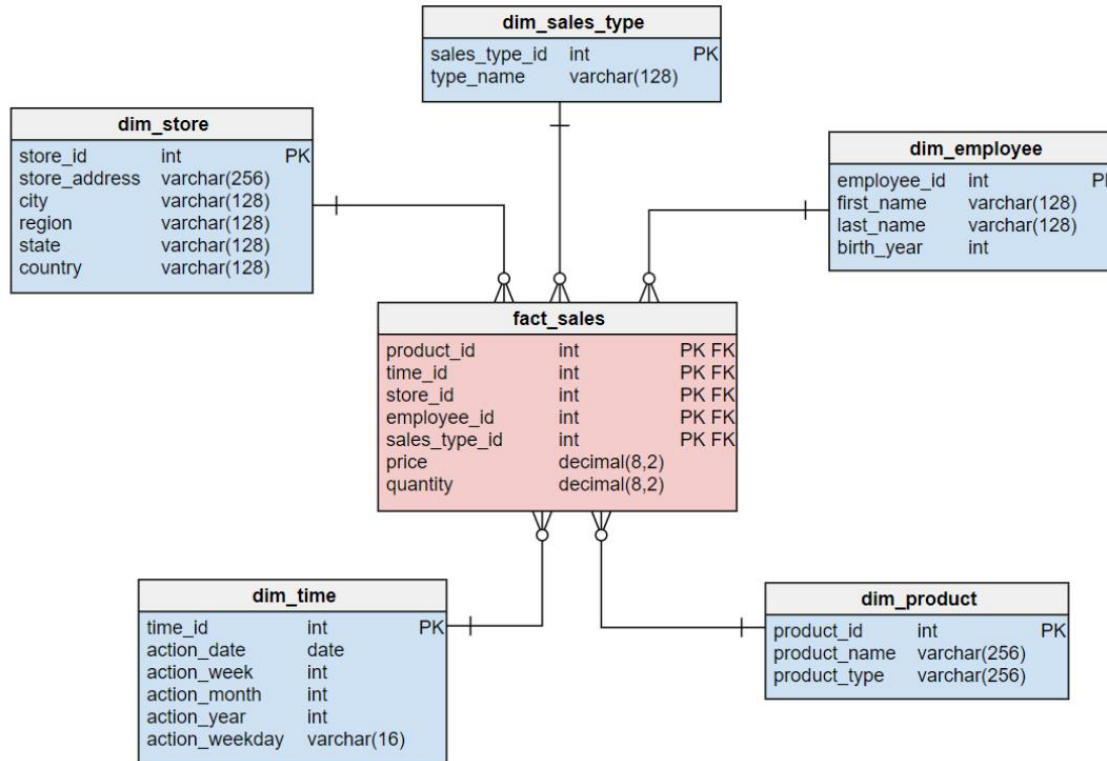 dim_sales_type
sales_type_id int PK
type_name varchar(128)
dim_store
store_id int PK
store_address varchar(256)
city varchar(128)
region varchar(128)
state varchar(128)
country varchar(128)
dim_employee
employee_id int P
first_name varchar(128)
last_name varchar(128)
birth_year int
fact_sales
product_id int PK FK
time_id int PK FK
store_id int PK FK
employee_id int PK FK
sales_type_id int PK FK
price decimal(8,2)
quantity decimal(8,2)
dim_time
time_id int PK
action_date date
action_week int
action_month int
action_year int
action_weekday varchar(16)
dim_product
product_id int PK
product_name varchar(256)
product_type varchar(256)